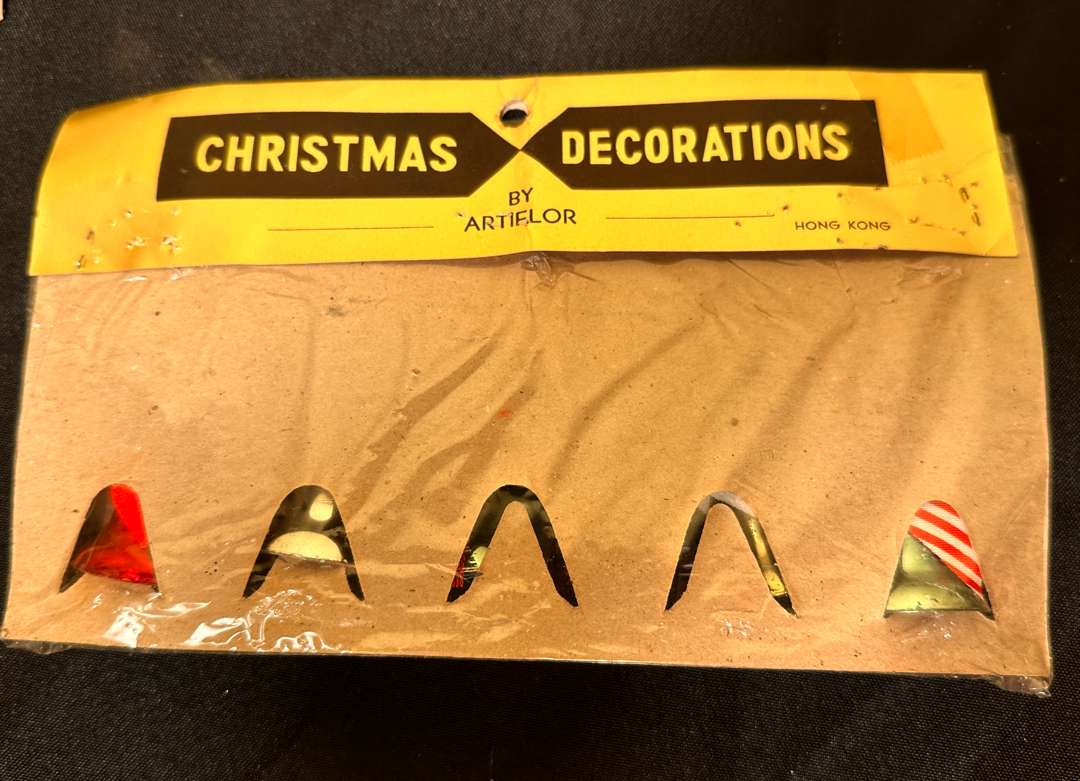 CHRISTMAS DECORATIONS
BY
ARTIFLOR
HONG KONG